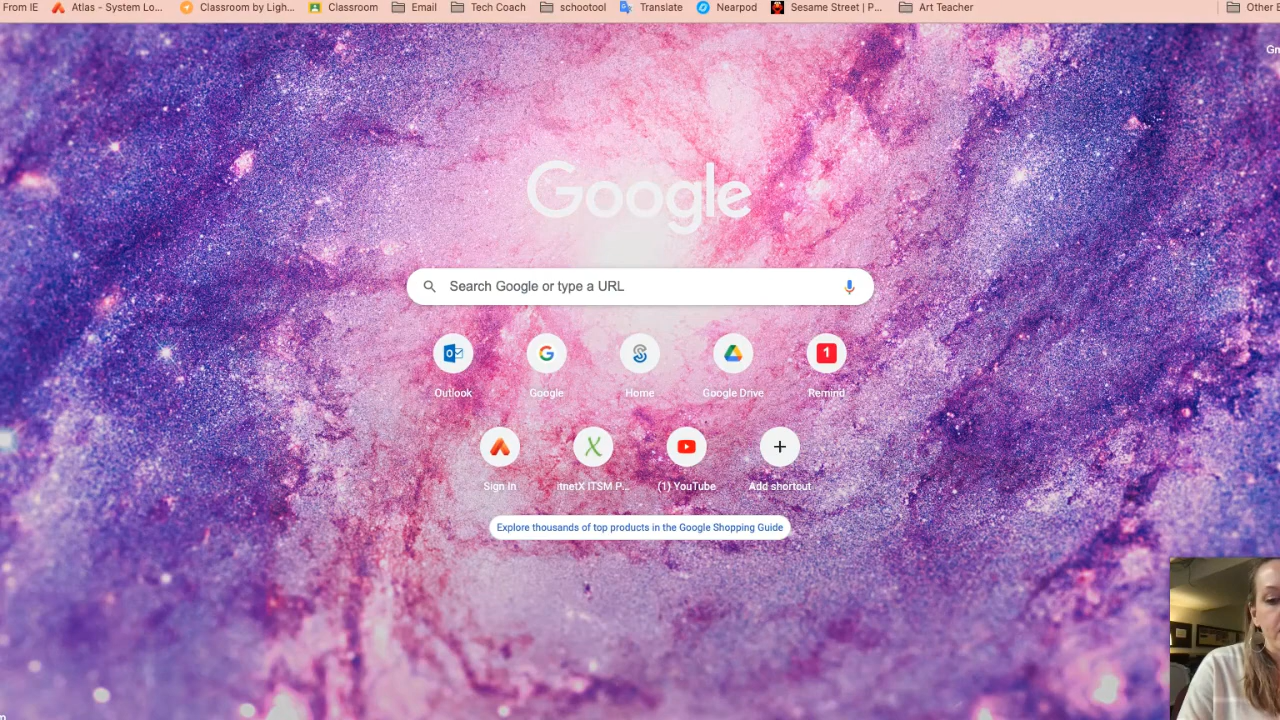 From IE Atlas - System Lo... Classroom by Ligh... Classroom Email Tech Coach schootool Translate Nearpod Sesame Street | P... Art Teacher Other
Google
Search Google or type a URL
Outlook Google Home Google Drive 1 Remind
Sign In itnetX ITSM P... (1) YouTube Add shortcut
Explore thousands of top products in the Google Shopping Guide